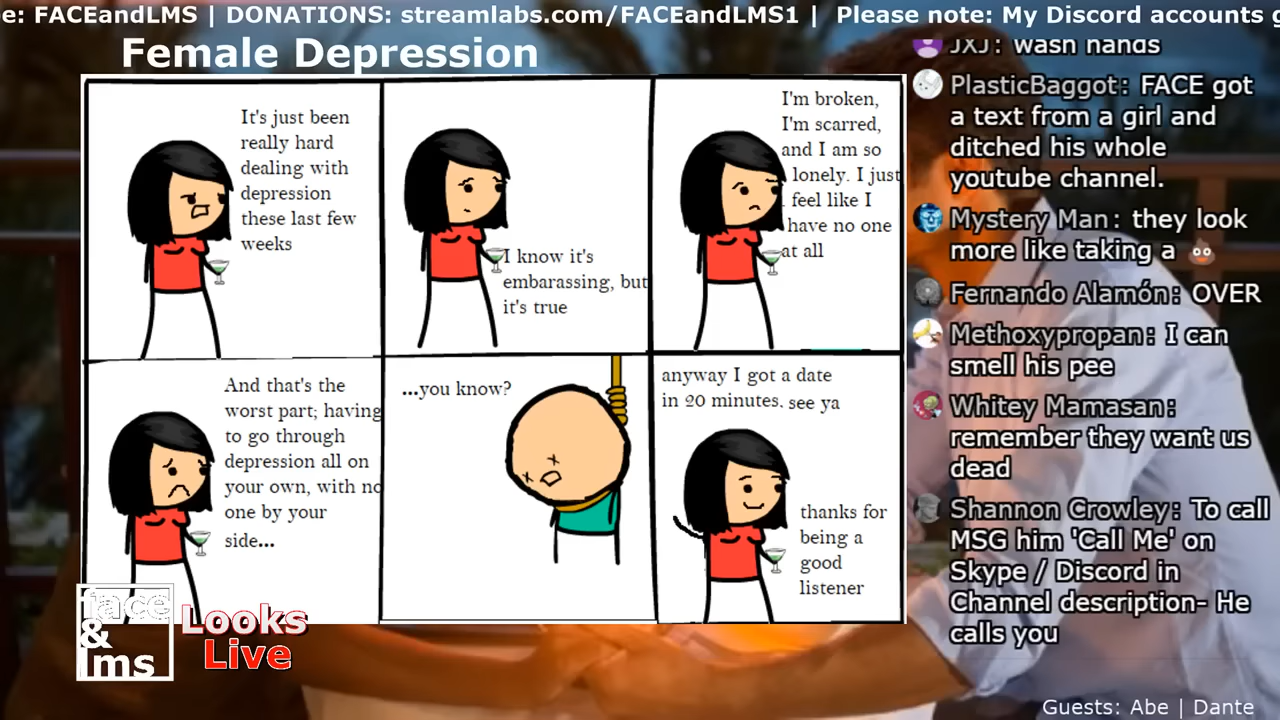 e: FACEandLMS | DONATIONS: streamlabs.com/FACEandLMS1 | Please note: My Discord accounts g
Female Depression
It's just been
really hard
dealing with
depression
these last few
weeks
I know it's
embarassing, but
it's true
I'm broken,
I'm scarred,
and I am so
lonely. I just
feel like I
have no one
at all
And that's the
worst part; having
to go through
depression all on
your own, with no
one by your
side...
...you know?
anyway I got a date
in 20 minutes. see ya
thanks for
being a
good
listener
face
&
lms
Looks
Live
JXJ: wash hands
PlasticBaggot: FACE got
a text from a girl and
ditched his whole
youtube channel.
Mystery Man: they look
more like taking a 💩
Fernando Alamón: OVER
Methoxypropan: I can
smell his pee
Whitey Mamasan:
remember they want us
dead
Shannon Crowley: To call
MSG him 'Call Me' on
Skype / Discord in
Channel description- He
calls you
Guests: Abe | Dante